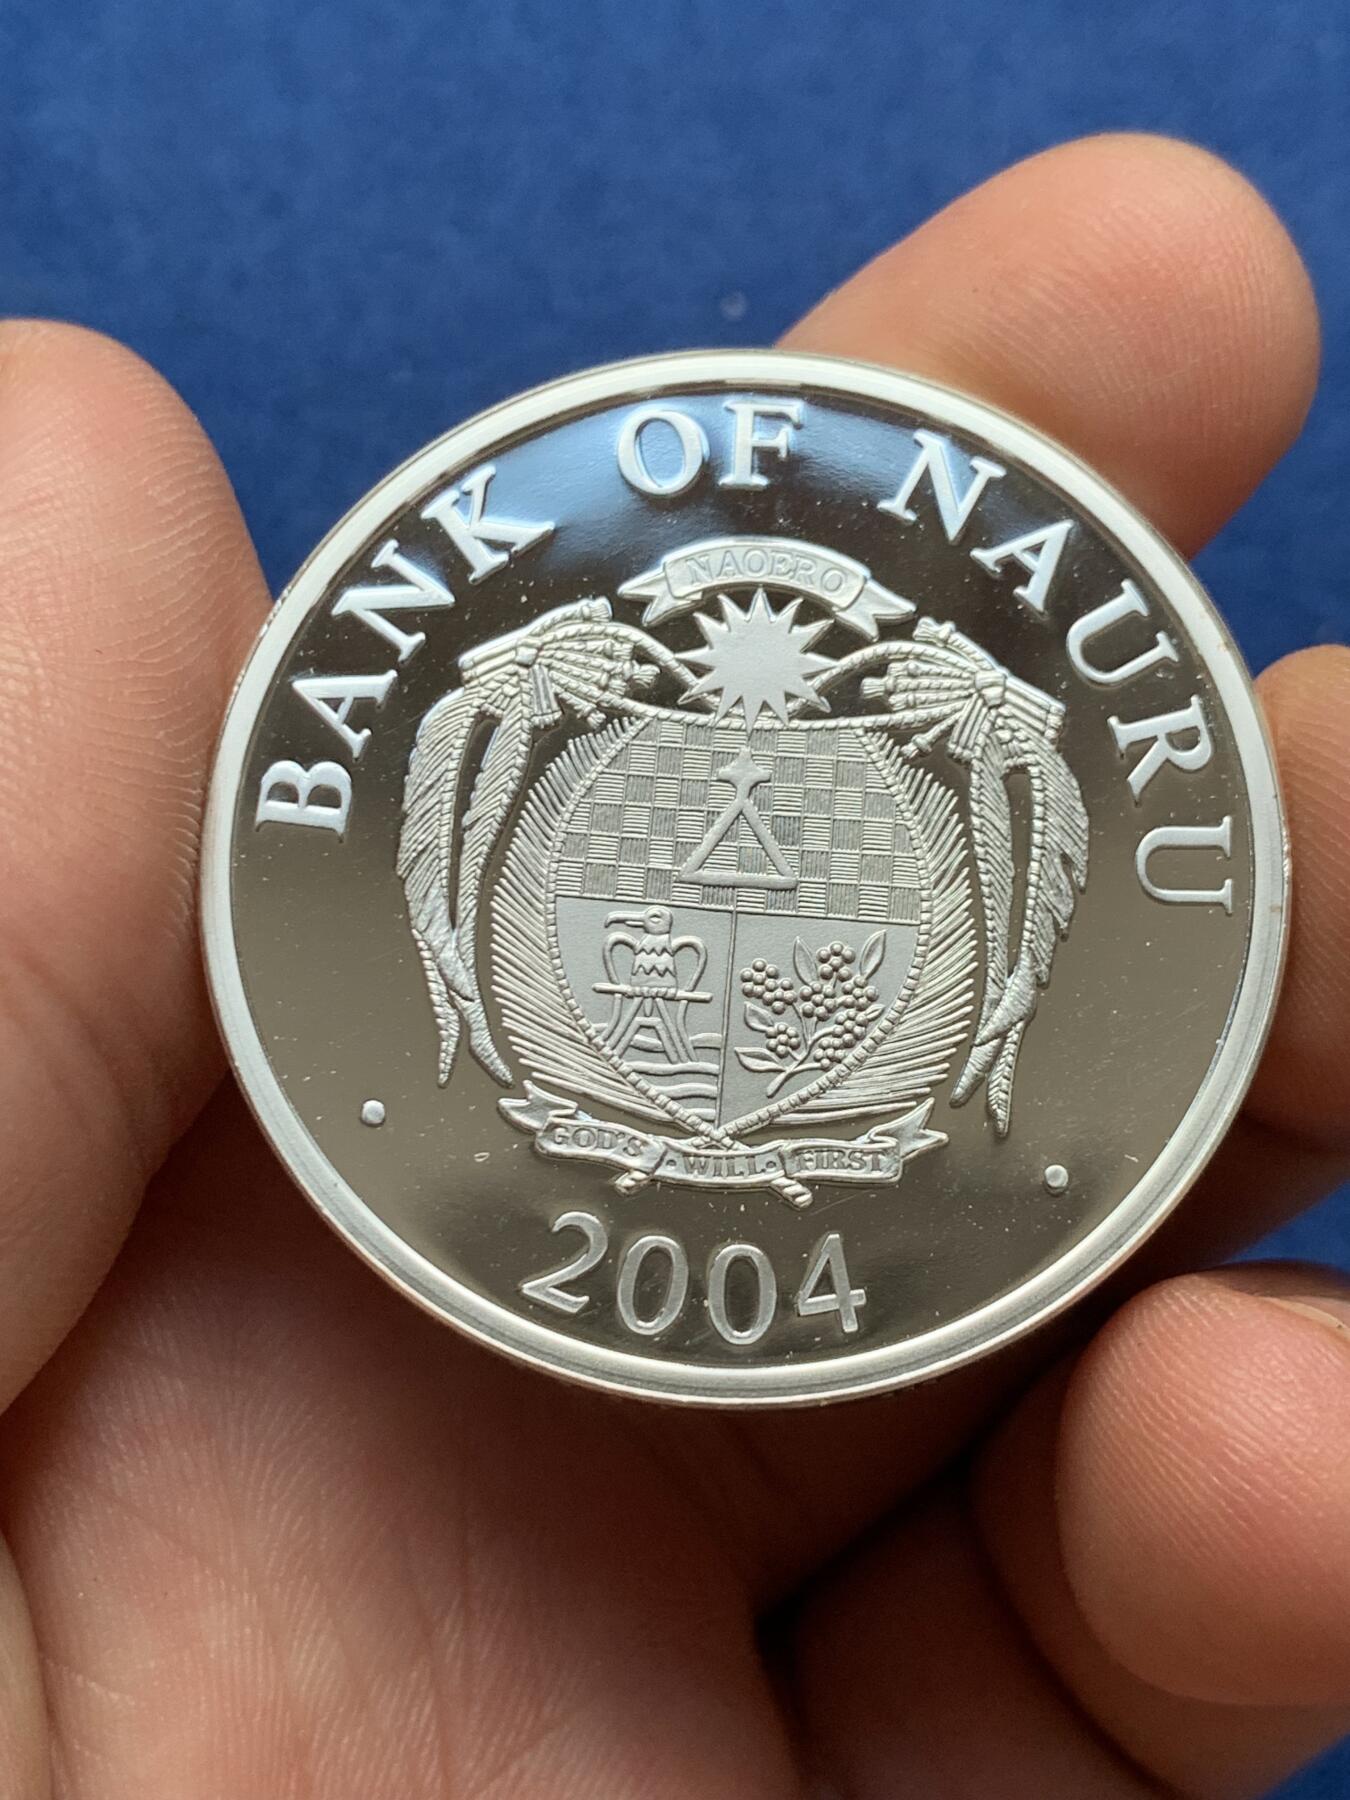 BANK OF NAURU
NAOERO
GOD'S · WILL · FIRST
2004